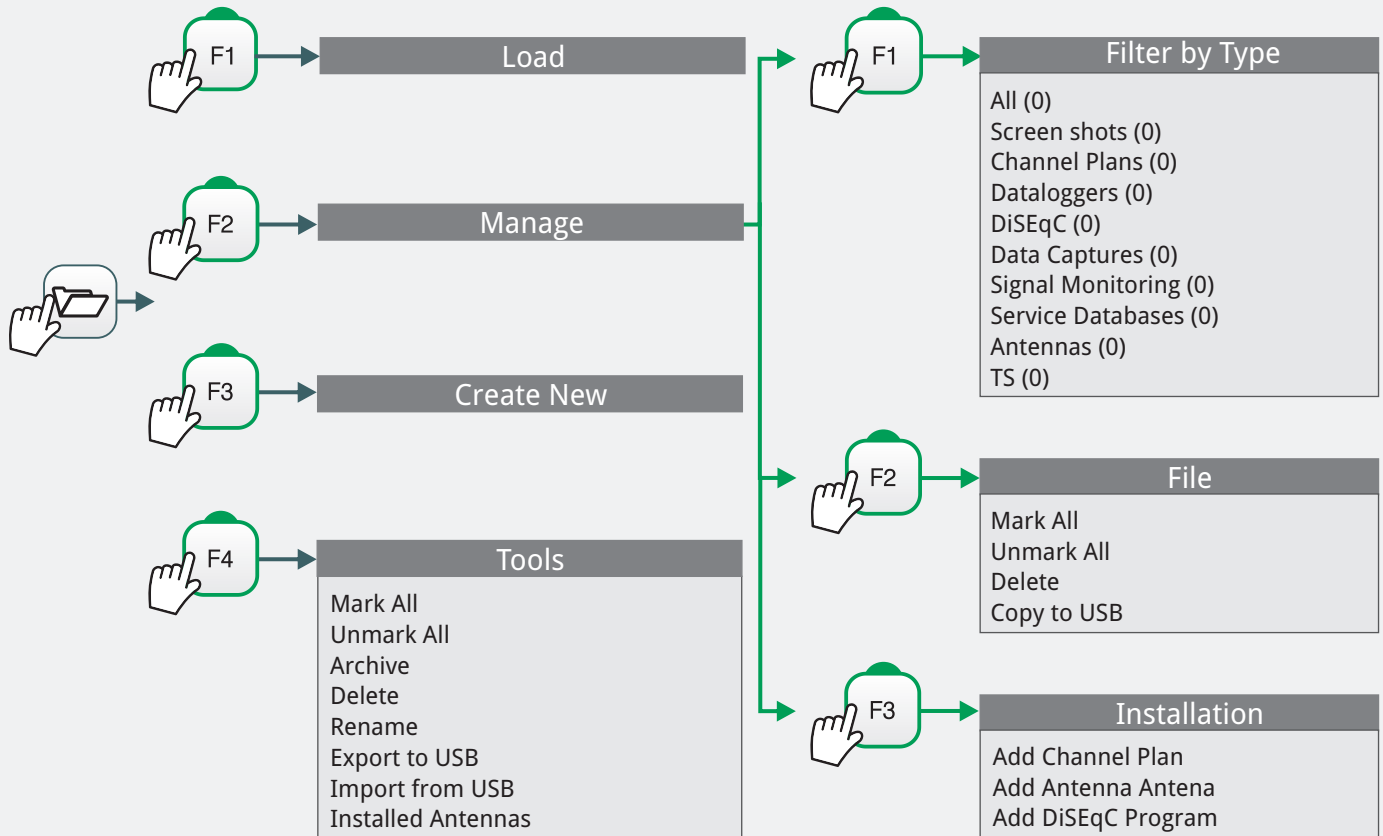 F1
Load
F2
Manage
F3
Create New
F4
Tools
Mark All
Unmark All
Archive
Delete
Rename
Export to USB
Import from USB
Installed Antennas
F1
Filter by Type
All (0)
Screen shots (0)
Channel Plans (0)
Dataloggers (0)
DiSEqC (0)
Data Captures (0)
Signal Monitoring (0)
Service Databases (0)
Antennas (0)
TS (0)
F2
File
Mark All
Unmark All
Delete
Copy to USB
F3
Installation
Add Channel Plan
Add Antenna Antena
Add DiSEqC Program